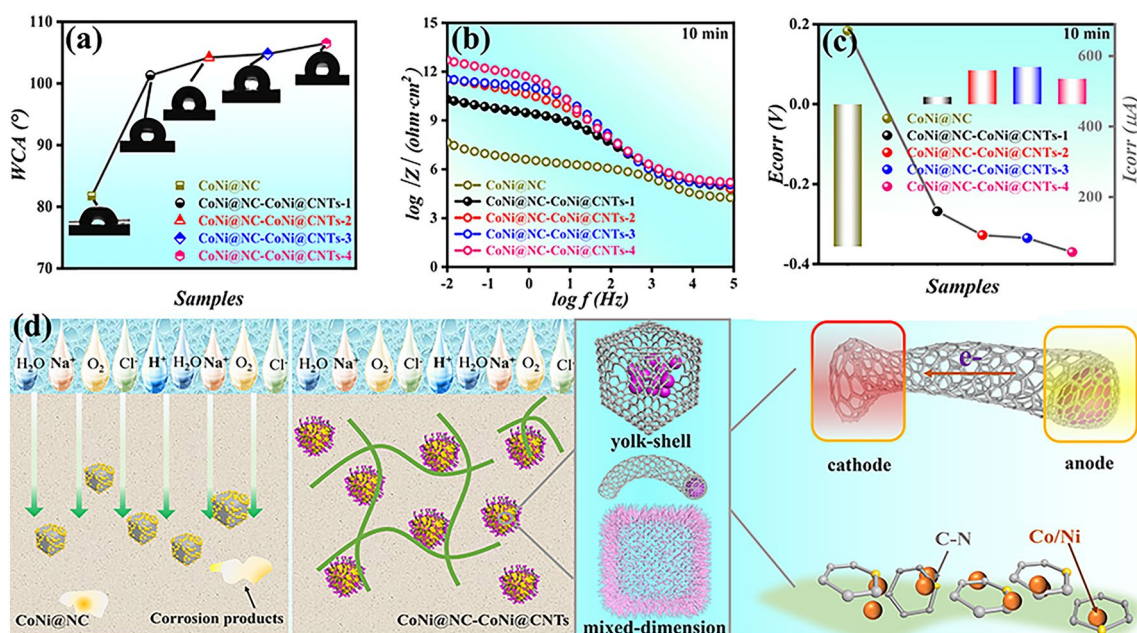 (a)
110
100
90
80
70
WCA (°)
CoNi@NC
CoNi@NC-CoNi@CNTs-1
CoNi@NC-CoNi@CNTs-2
CoNi@NC-CoNi@CNTs-3
CoNi@NC-CoNi@CNTs-4
Samples
(b)
10 min
15
12
9
6
3
0
log |Z| (ohm·cm²)
CoNi@NC
CoNi@NC-CoNi@CNTs-1
CoNi@NC-CoNi@CNTs-2
CoNi@NC-CoNi@CNTs-3
CoNi@NC-CoNi@CNTs-4
-2 -1 0 1 2 3 4 5
log f (Hz)
(c)
10 min
0.2
0.0
-0.2
-0.4
Ecorr (V)
600
400
200
Icorr (μA)
CoNi@NC
CoNi@NC-CoNi@CNTs-1
CoNi@NC-CoNi@CNTs-2
CoNi@NC-CoNi@CNTs-3
CoNi@NC-CoNi@CNTs-4
Samples
(d)
H₂O Na⁺ O₂ Cl⁻ H⁺ H₂O Na⁺ O₂ Cl⁻
CoNi@NC
Corrosion products
H₂O Na⁺ O₂ Cl⁻ H⁺ H₂O Na⁺ O₂ Cl⁻
CoNi@NC-CoNi@CNTs
yolk-shell
mixed-dimension
e-
cathode
anode
C-N
Co/Ni